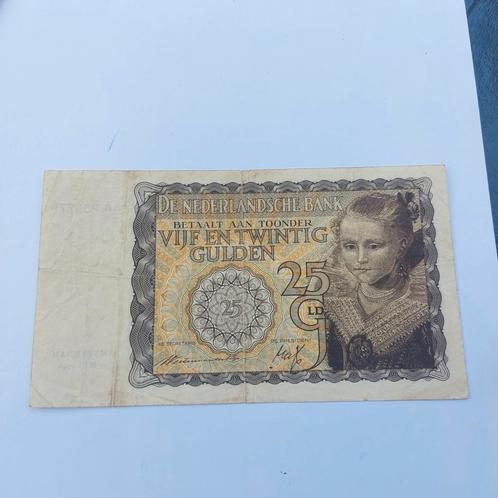 DE NEDERLANDSCHE BANK
BETAALT AAN TOONDER
VIJF EN TWINTIG
GULDEN
25
GLD
25
DE SECRETARIS
DE PRESIDENT